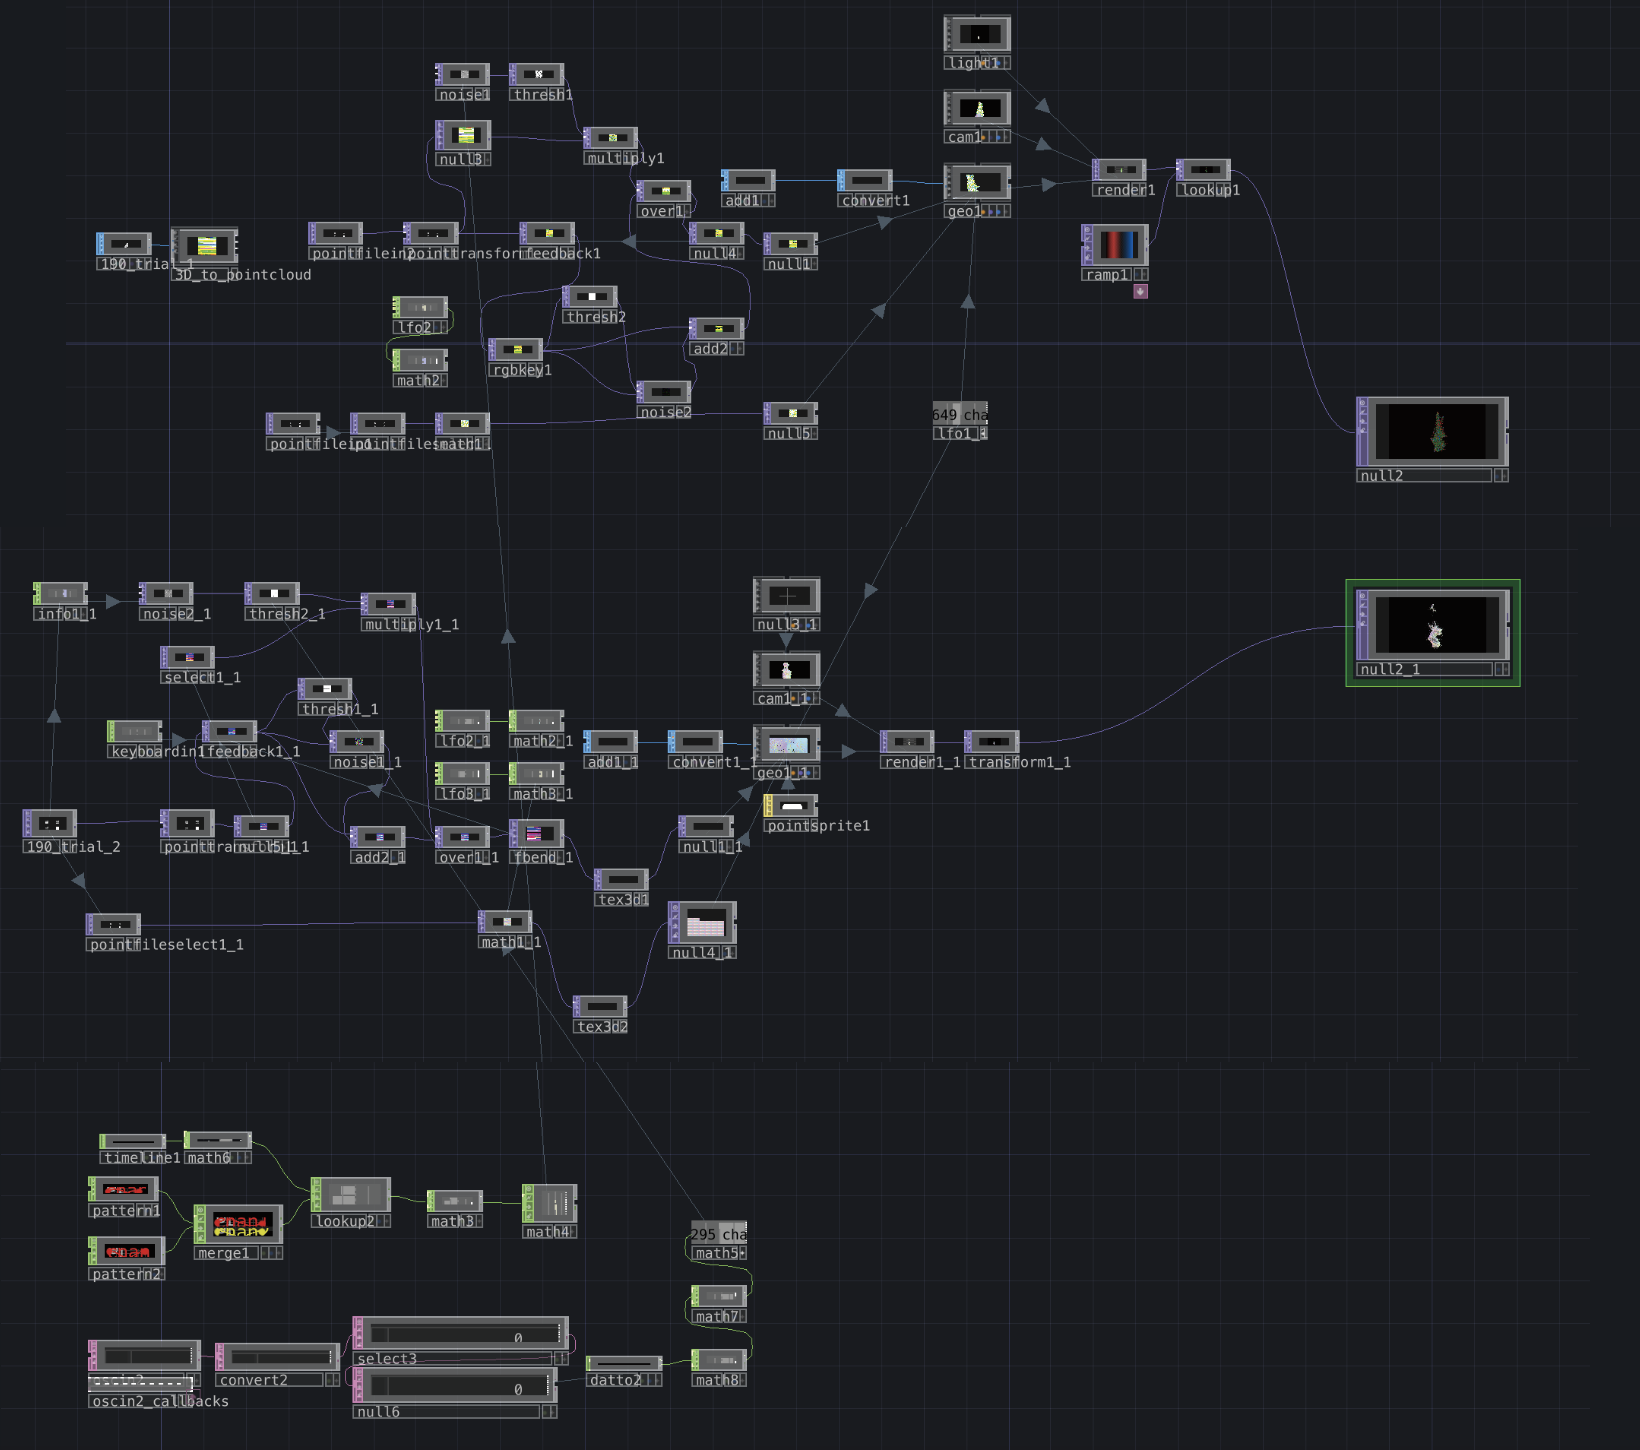 light1
noise1
thresh1
cam1
null3
multiply1
add1
convert1
render1
lookup1
over1
geo1
pointfilein2
pointtransform
feedback1
null4
null1
190_trial_1
3D_to_pointcloud
ramp1
lfo2
thresh2
add2
math2
rgbkey1
noise2
649 cha
pointfilein1
pointfilese
math1
null5
lfo1_1
null2
info1_1
noise2_1
thresh2_1
multiply1_1
null3_1
select1_1
null2_1
cam1_1
thresh1_1
keyboardin1
feedback1_1
noise1_1
lfo2_1
math2_1
add1_1
convert1_1
geo1_1
render1_1
transform1_1
lfo3_1
math3_1
pointsprite1
190_trial_2
null5_1
add2_1
over1_1
fbend_1
null1_1
tex3d1
pointfileselect1_1
math1_1
null4_1
tex3d2
timeline1
math6
pattern1
lookup2
math3
math4
295 cha
merge1
math5
pattern2
math7
0
select3
convert2
0
datto2
math8
oscin2_callbacks
null6